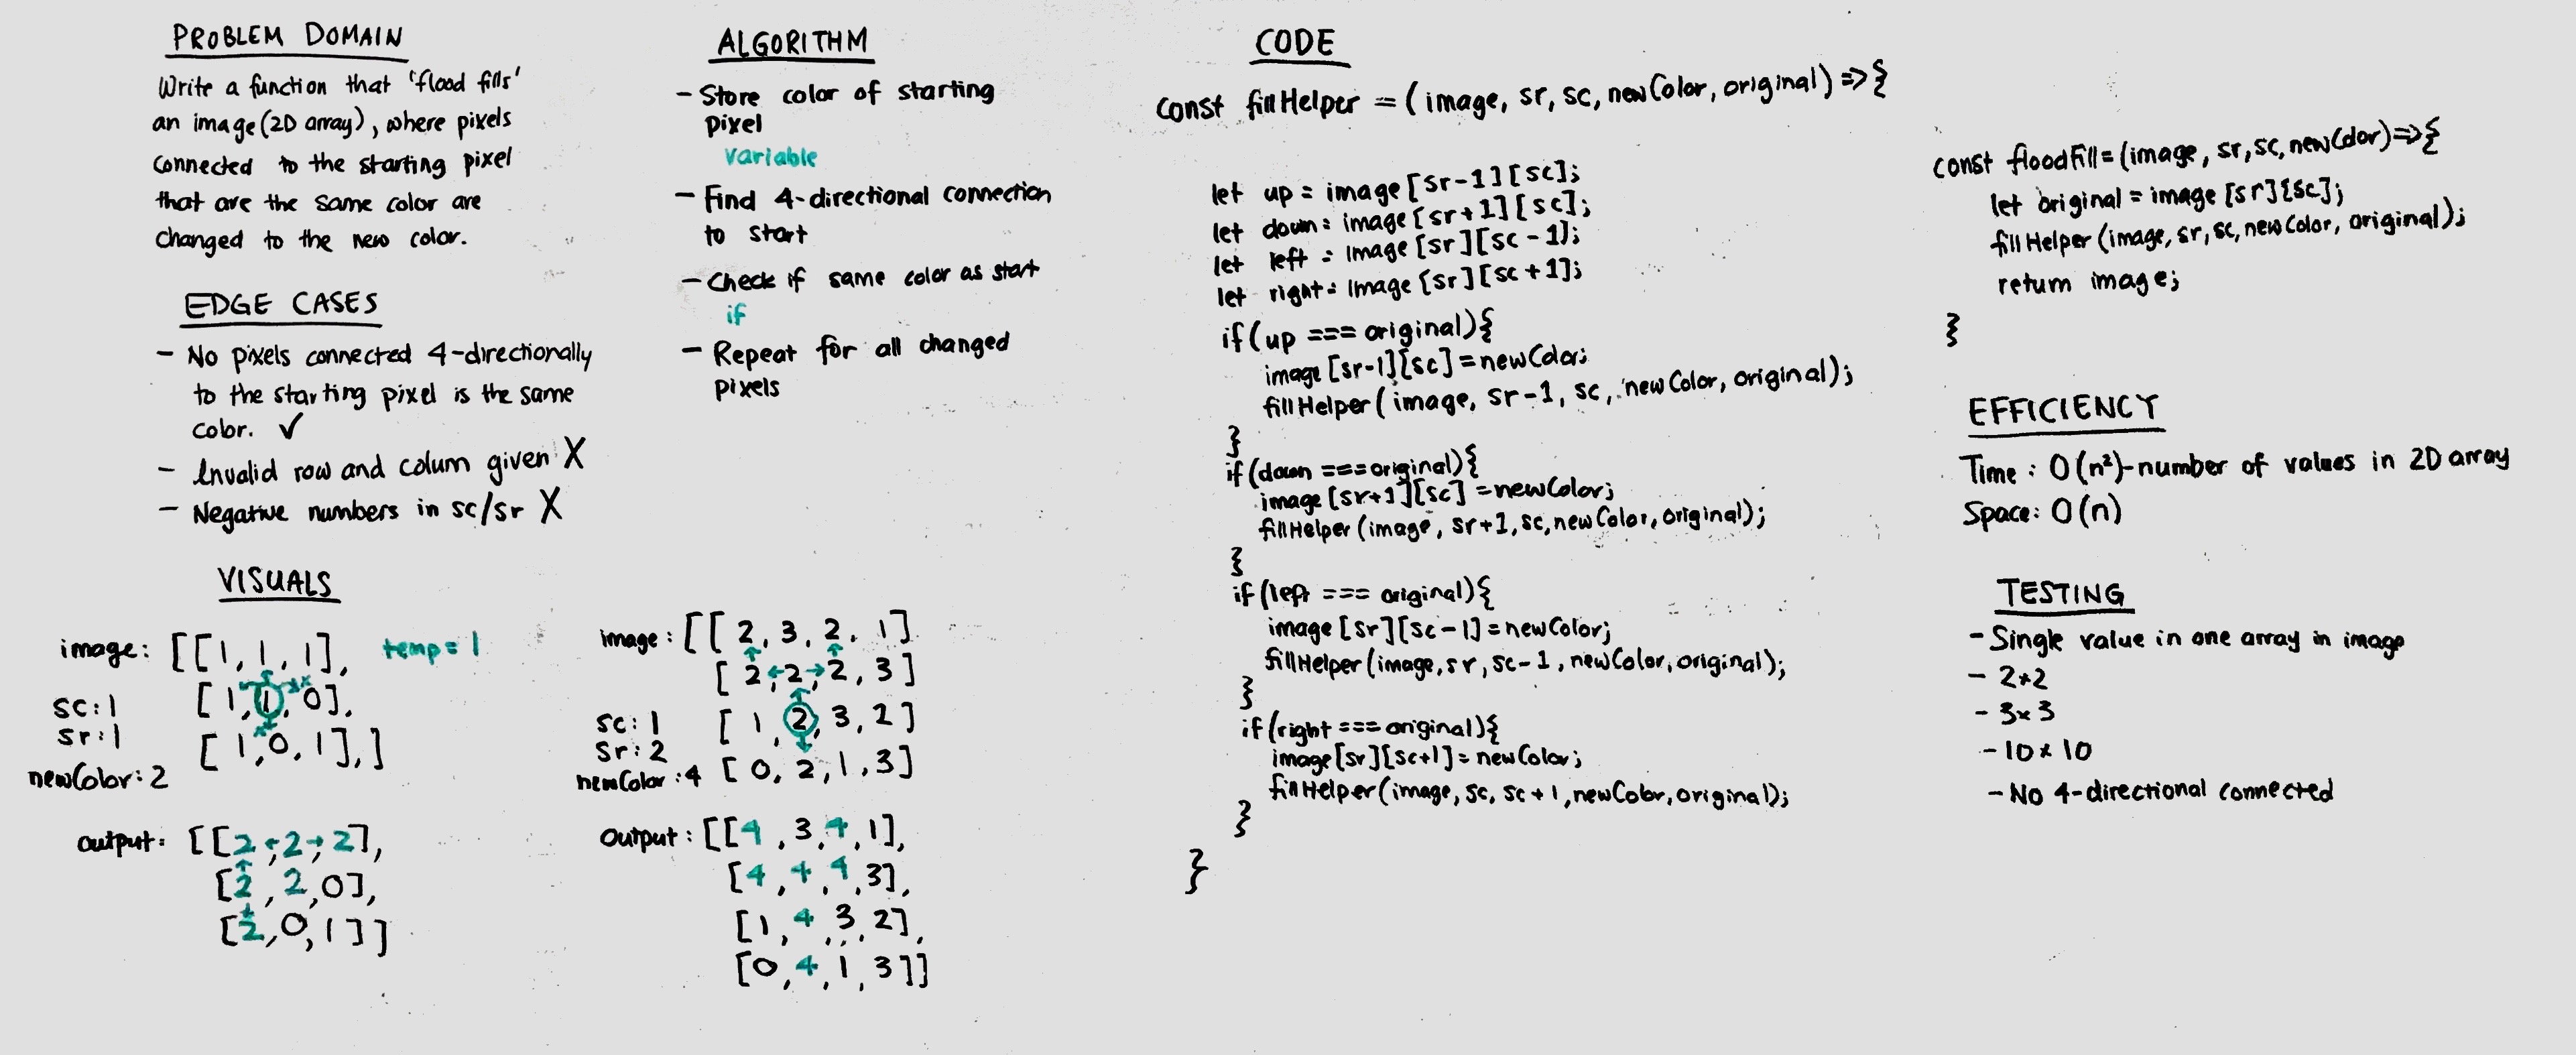 PROBLEM DOMAIN
Write a function that 'flood fills'
an image (2D array), where pixels
connected to the starting pixel
that are the same color are
changed to the new color.
EDGE CASES
- No pixels connected 4-directionally
to the starting pixel is the same
color. ✓
- Invalid row and colum given X
- Negative numbers in sc/sr X
VISUALS
image: [[1, 1, 1],
temp = 1
[1, 1, 0],
[1, 0, 1],]
sc: 1
sr: 1
newColor: 2
output: [[2, 2, 2],
[2, 2, 0],
[2, 0, 1]]
ALGORITHM
- Store color of starting
pixel
variable
- Find 4-directional connection
to start
- Check if same color as start
if
- Repeat for all changed
pixels
image: [[2, 3, 2, 1]
[2, 2, 2, 3]
[1, 2, 3, 2]
[0, 2, 1, 3]
sc: 1
sr: 2
newColor: 4
output: [[4, 3, 4, 1],
[4, 4, 4, 3],
[1, 4, 3, 2],
[0, 4, 1, 3]]
CODE
const fillHelper = (image, sr, sc, newColor, original) => {
let up = image[sr-1][sc];
let down = image[sr+1][sc];
let left = image[sr][sc-1];
let right = image[sr][sc+1];
if(up === original){
image[sr-1][sc] = newColor;
fillHelper(image, sr-1, sc, newColor, original);
}
if(down === original){
image[sr+1][sc] = newColor;
fillHelper(image, sr+1, sc, newColor, original);
}
if(left === original){
image[sr][sc-1] = newColor;
fillHelper(image, sr, sc-1, newColor, original);
}
if(right === original){
image[sr][sc+1] = newColor;
fillHelper(image, sc, sc+1, newColor, original);
}
}
const floodFill = (image, sr, sc, newColor) => {
let original = image[sr][sc];
fillHelper(image, sr, sc, newColor, original);
return image;
}
EFFICIENCY
Time: O(n²)-number of values in 2D array
Space: O(n)
TESTING
- Single value in one array in image
- 2*2
- 3x3
- 10x10
- No 4-directional connected